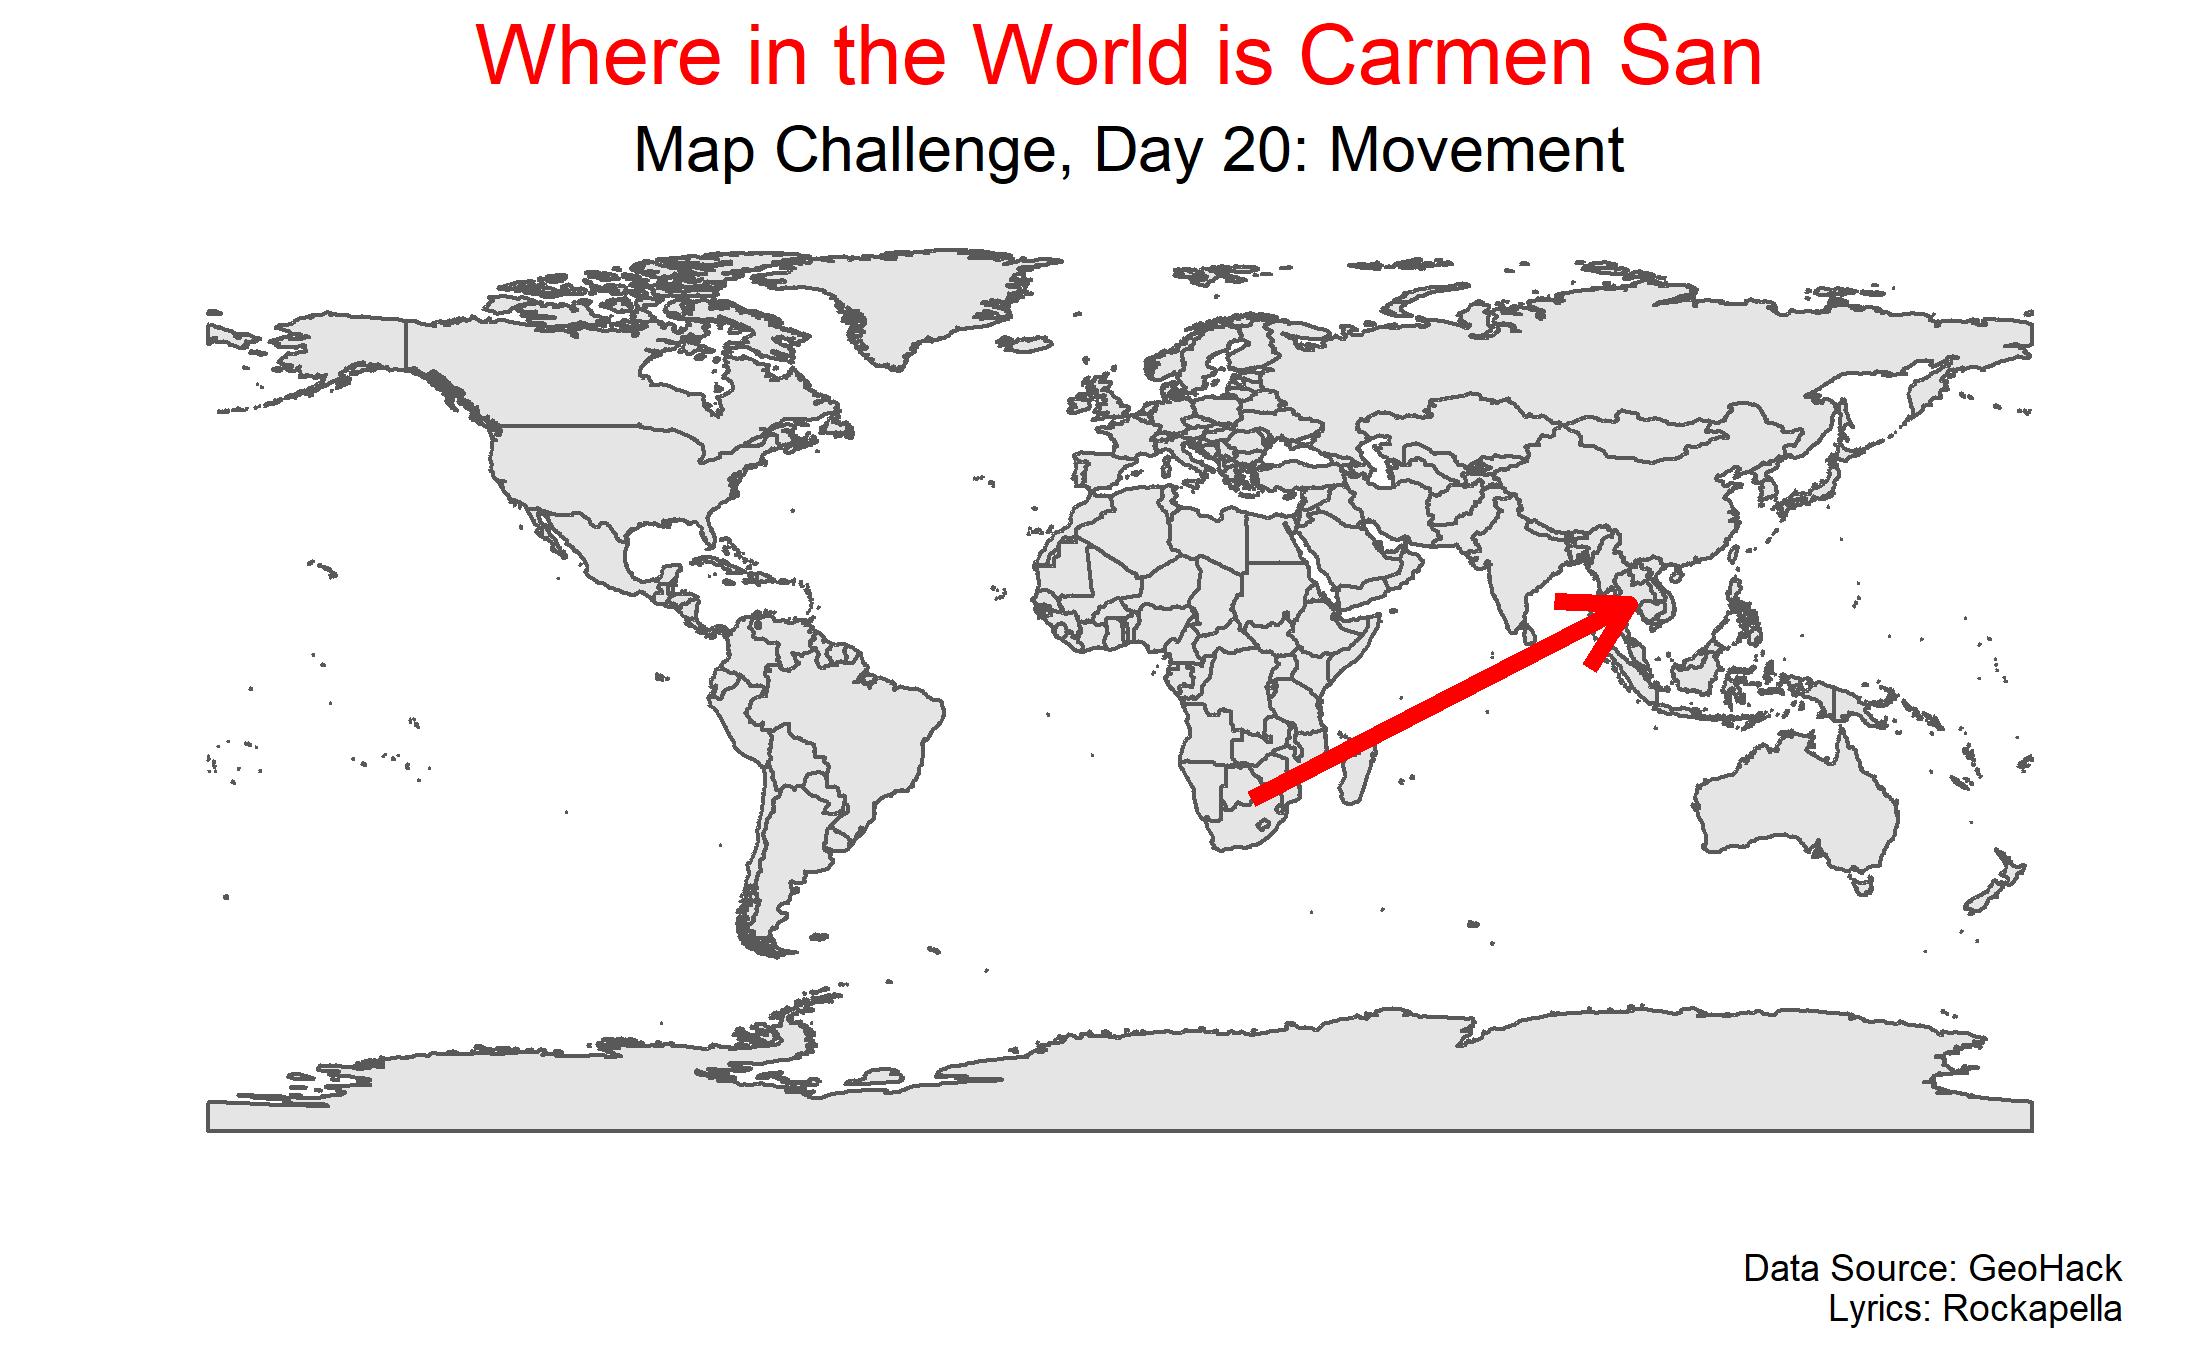 Where in the World is Carmen San
Map Challenge, Day 20: Movement
Data Source: GeoHack
Lyrics: Rockapella